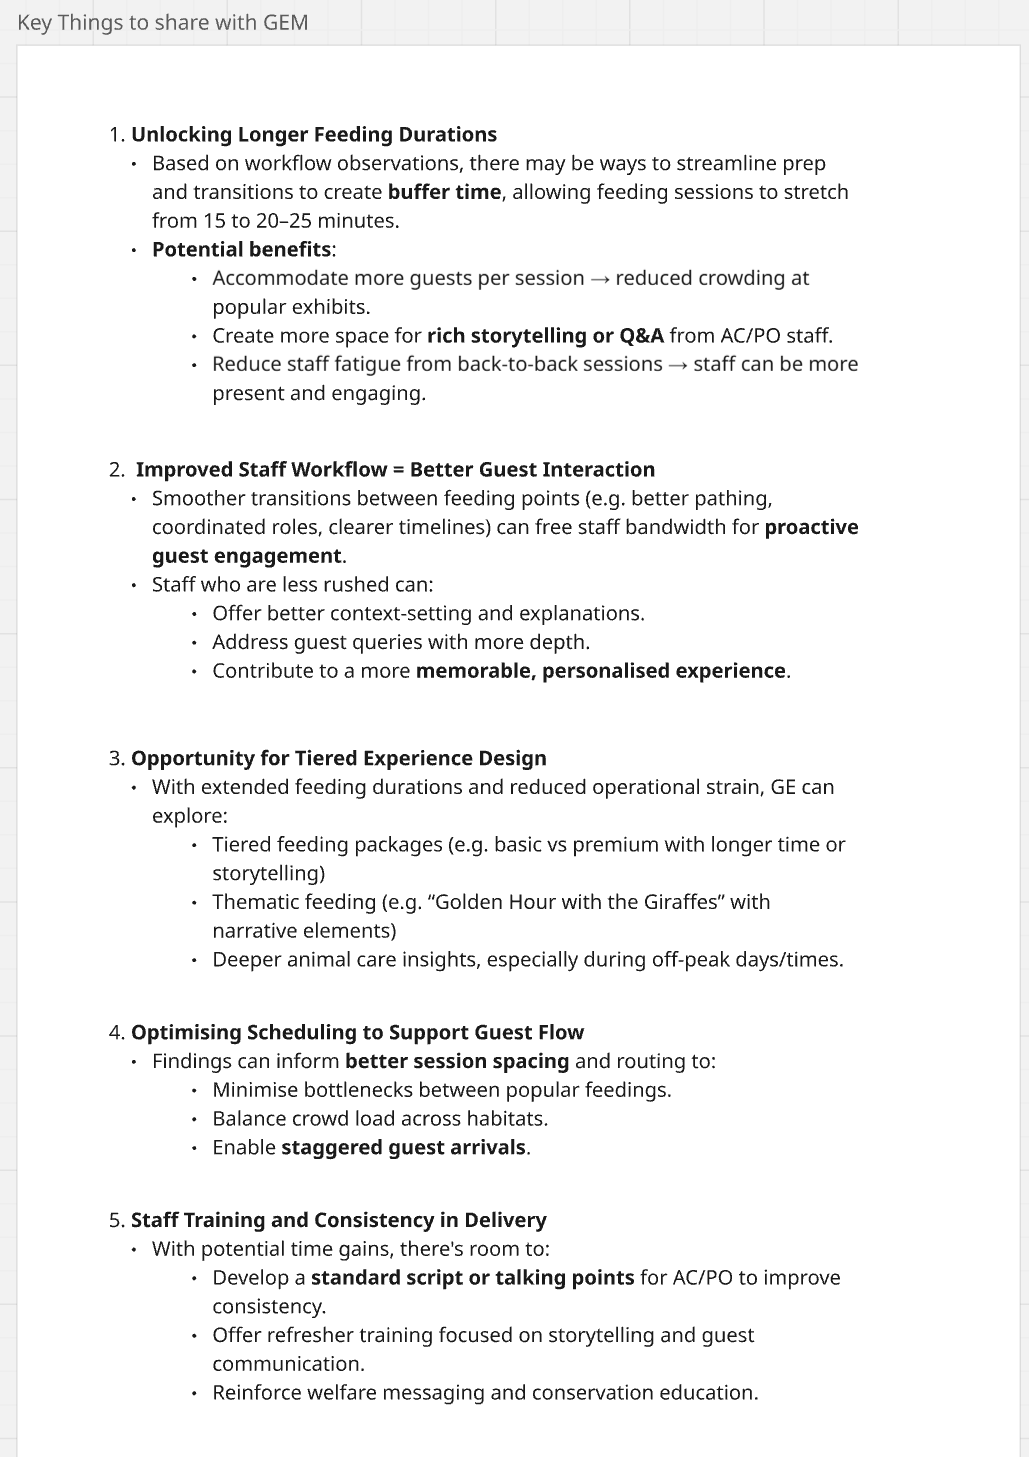 Key Things to share with GEM
1. Unlocking Longer Feeding Durations
• Based on workflow observations, there may be ways to streamline prep
and transitions to create buffer time, allowing feeding sessions to stretch
from 15 to 20–25 minutes.
• Potential benefits:
• Accommodate more guests per session → reduced crowding at
popular exhibits.
• Create more space for rich storytelling or Q&A from AC/PO staff.
• Reduce staff fatigue from back-to-back sessions → staff can be more
present and engaging.
2. Improved Staff Workflow = Better Guest Interaction
• Smoother transitions between feeding points (e.g. better pathing,
coordinated roles, clearer timelines) can free staff bandwidth for proactive
guest engagement.
• Staff who are less rushed can:
• Offer better context-setting and explanations.
• Address guest queries with more depth.
• Contribute to a more memorable, personalised experience.
3. Opportunity for Tiered Experience Design
• With extended feeding durations and reduced operational strain, GE can
explore:
• Tiered feeding packages (e.g. basic vs premium with longer time or
storytelling)
• Thematic feeding (e.g. “Golden Hour with the Giraffes” with
narrative elements)
• Deeper animal care insights, especially during off-peak days/times.
4. Optimising Scheduling to Support Guest Flow
• Findings can inform better session spacing and routing to:
• Minimise bottlenecks between popular feedings.
• Balance crowd load across habitats.
• Enable staggered guest arrivals.
5. Staff Training and Consistency in Delivery
• With potential time gains, there's room to:
• Develop a standard script or talking points for AC/PO to improve
consistency.
• Offer refresher training focused on storytelling and guest
communication.
• Reinforce welfare messaging and conservation education.